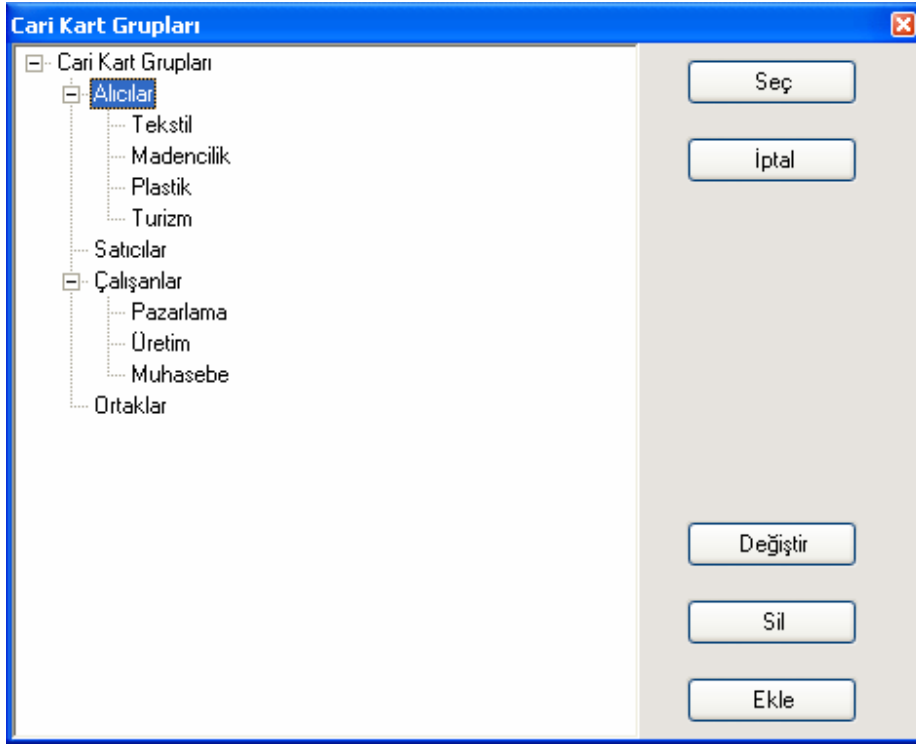 Cari Kart Grupları
Cari Kart Grupları
Alıcılar
Tekstil
Madencilik
Plastik
Turizm
Satıcılar
Çalışanlar
Pazarlama
Üretim
Muhasebe
Ortaklar
Seç
İptal
Değiştir
Sil
Ekle